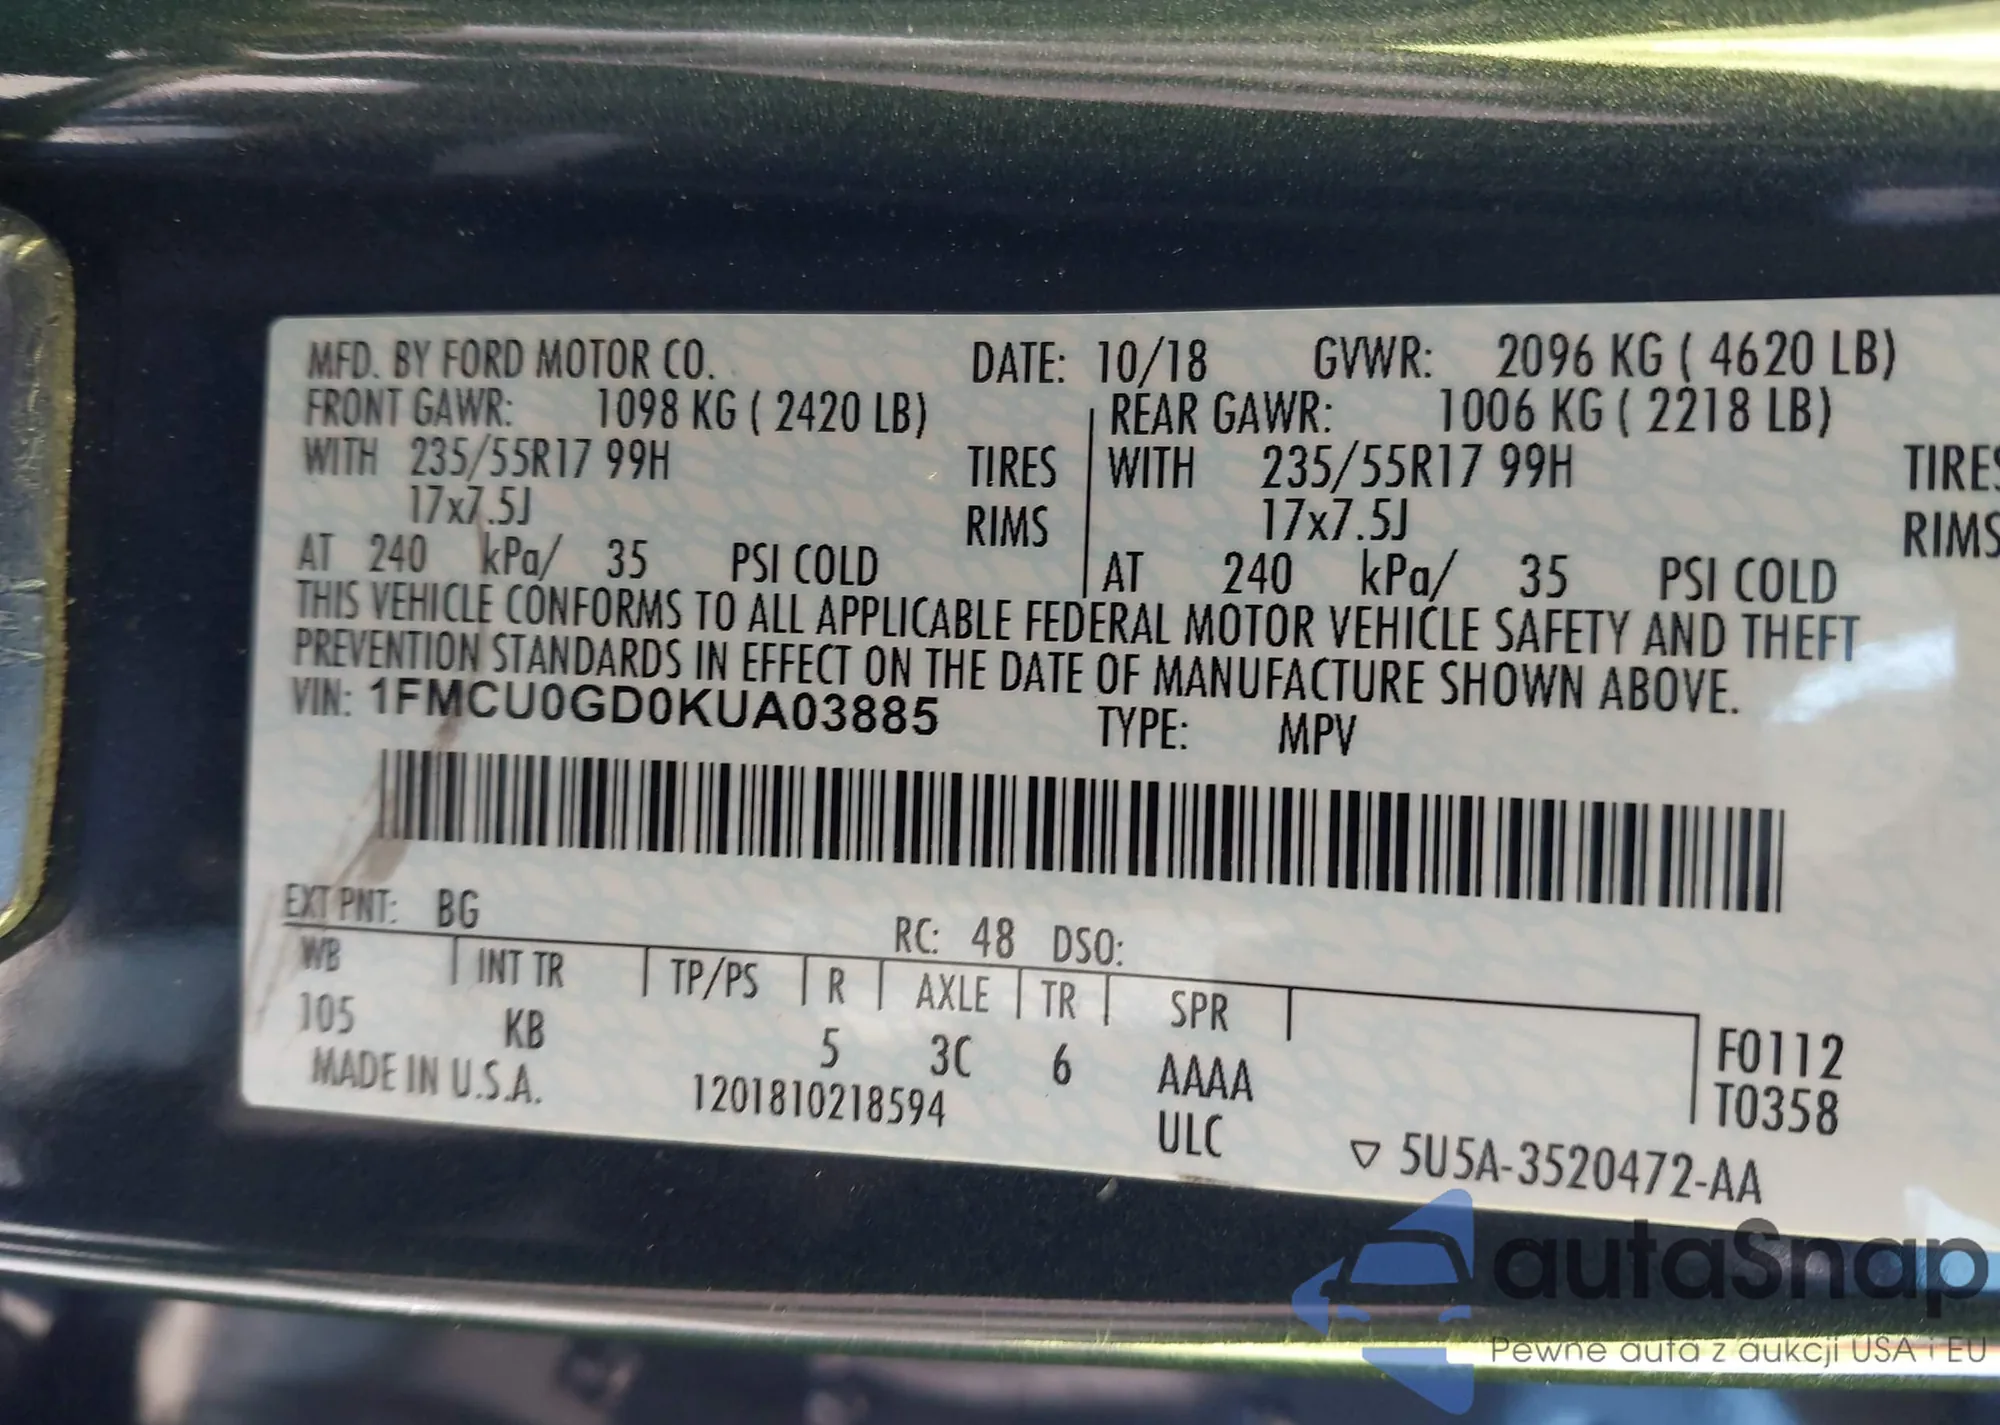 MFD. BY FORD MOTOR CO. DATE: 10/18 GVWR: 2096 KG ( 4620 LB)
FRONT GAWR: 1098 KG ( 2420 LB) REAR GAWR: 1006 KG ( 2218 LB)
WITH 235/55R17 99H TIRES WITH 235/55R17 99H TIRES
17x7.5J RIMS 17x7.5J RIMS
AT 240 kPa/ 35 PSI COLD AT 240 kPa/ 35 PSI COLD
THIS VEHICLE CONFORMS TO ALL APPLICABLE FEDERAL MOTOR VEHICLE SAFETY AND THEFT
PREVENTION STANDARDS IN EFFECT ON THE DATE OF MANUFACTURE SHOWN ABOVE.
VIN: 1FMCU0GD0KUA03885 TYPE: MPV
EXT PNT: BG RC: 48 DSO:
WB INT TR TP/PS R AXLE TR SPR
105 KB 5 3C 6 AAAA F0112
MADE IN U.S.A. 1201810218594 ULC T0358
▽ 5U5A-3520472-AA
autaSnap
Pewne auta z aukcji USA i EU